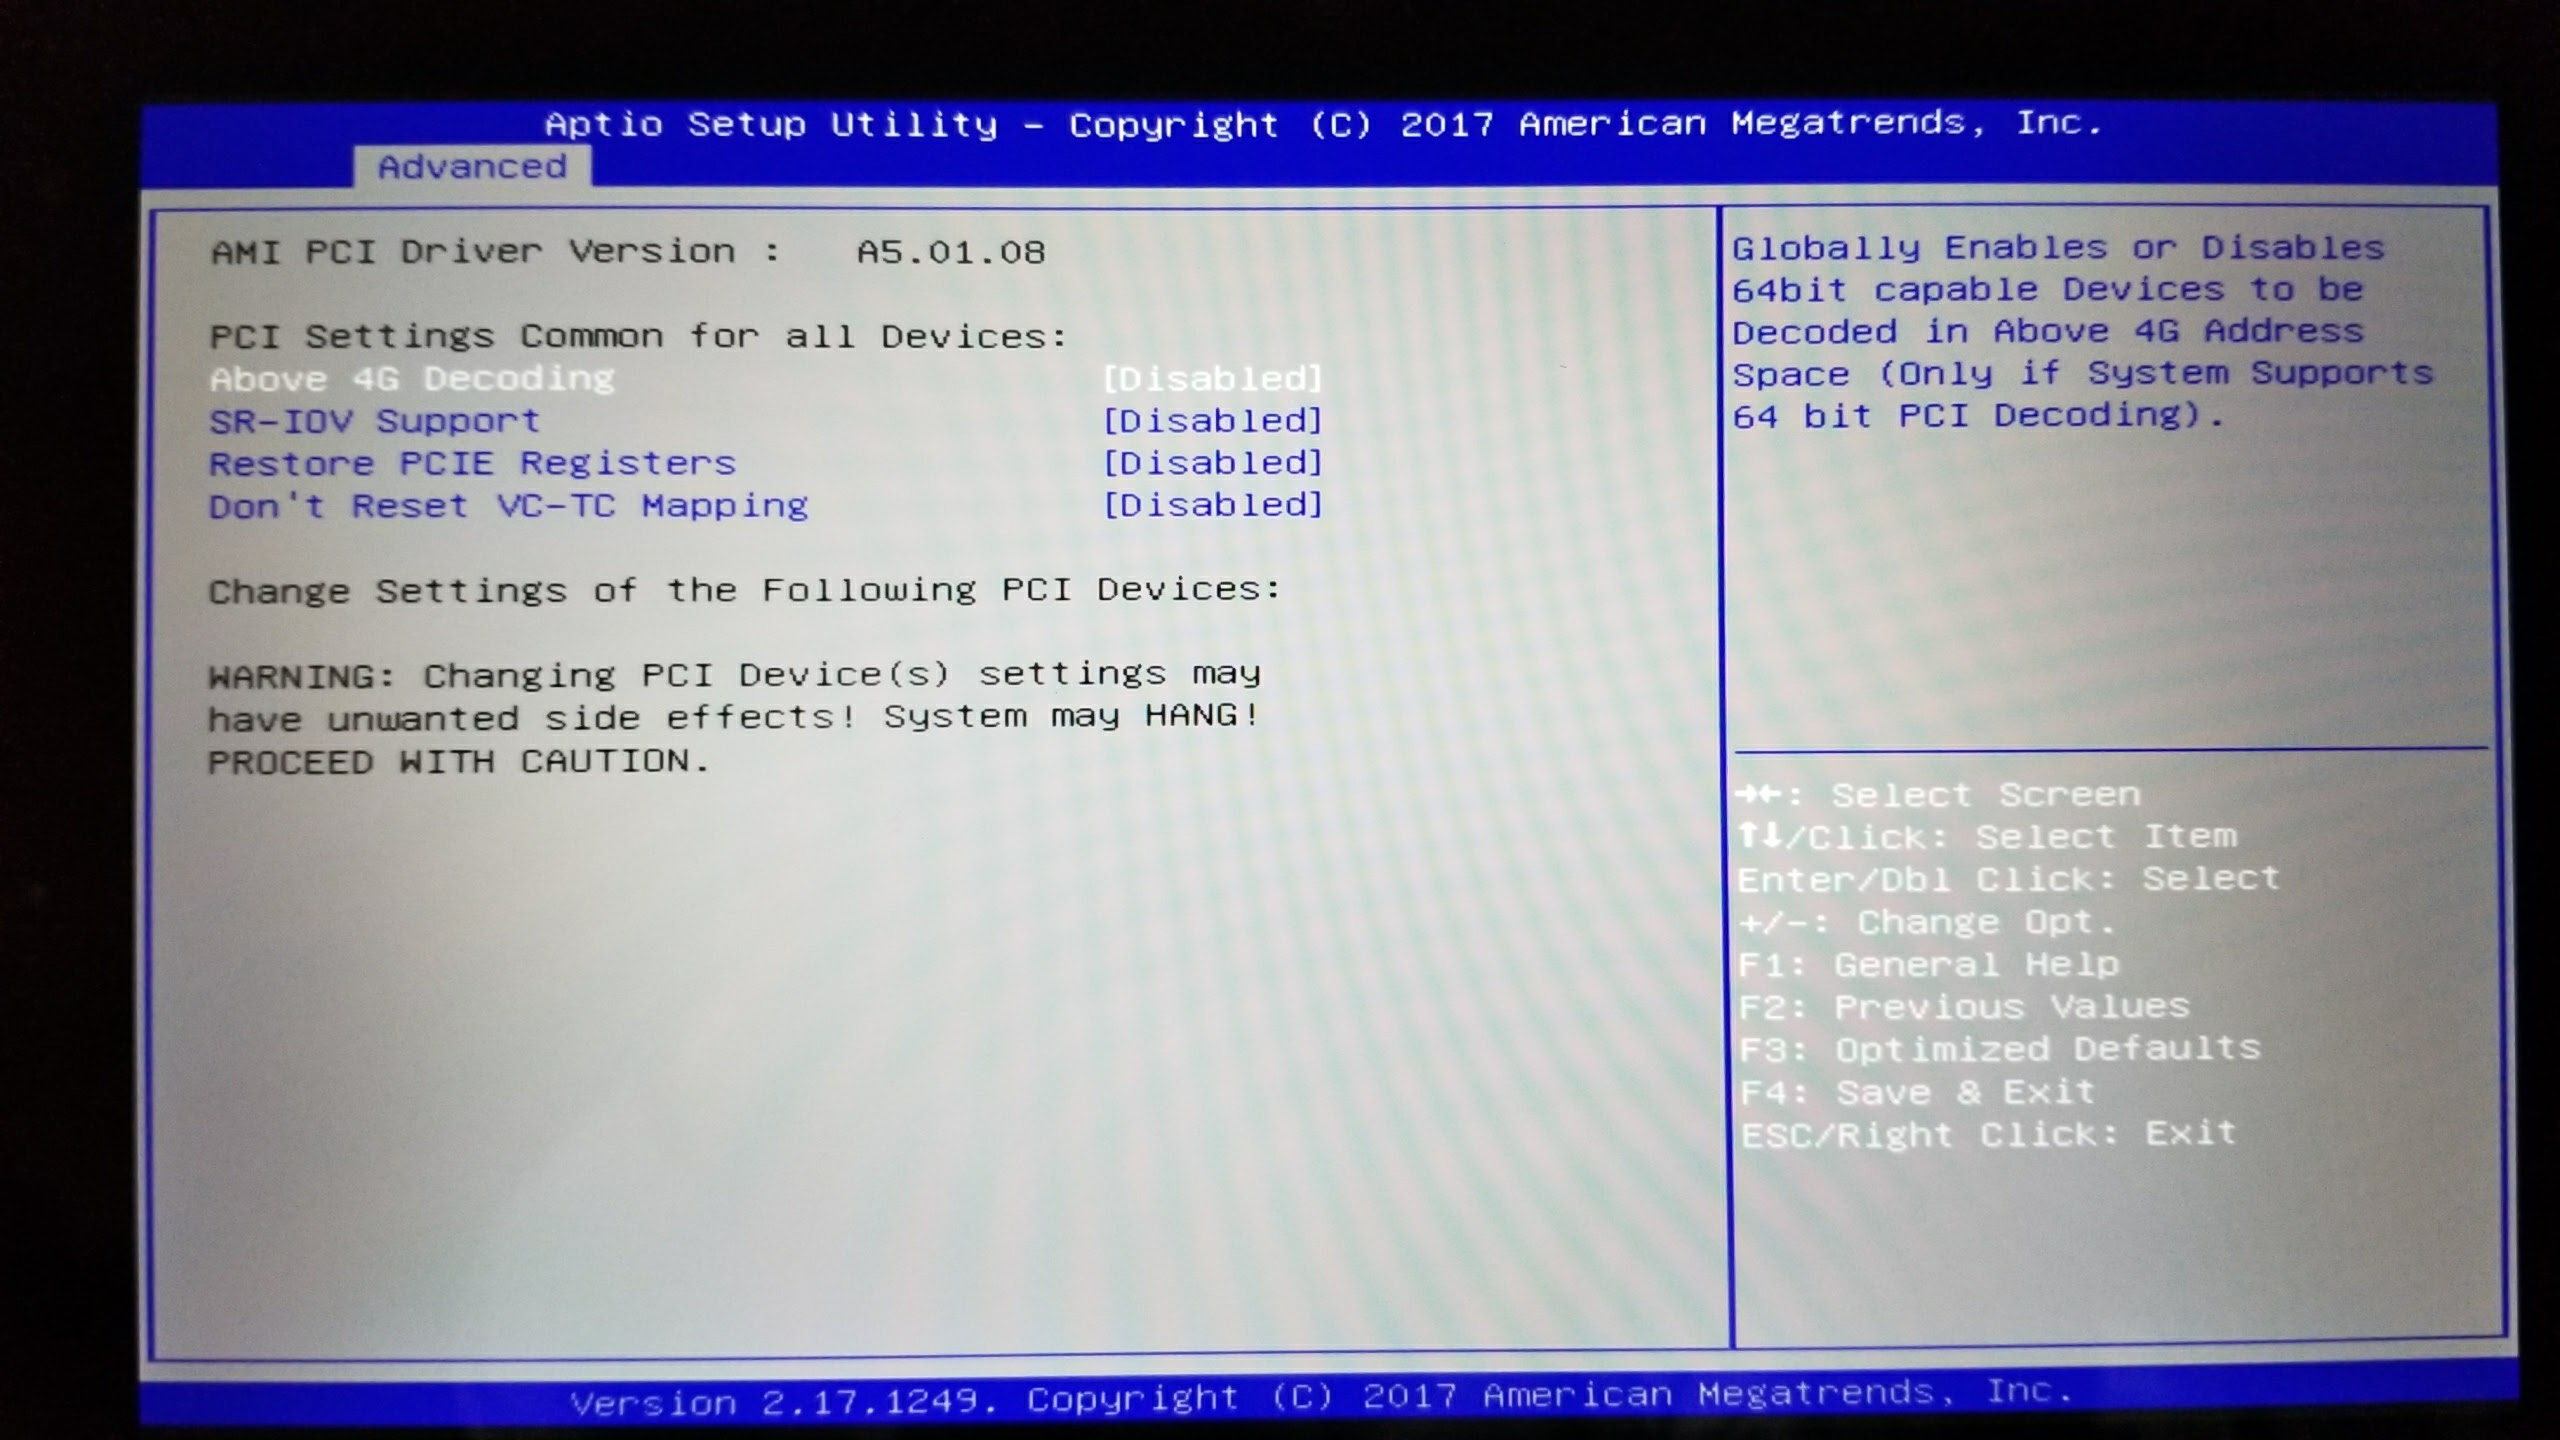 Aptio Setup Utility - Copyright (C) 2017 American Megatrends, Inc.
Advanced
AMI PCI Driver Version : A5.01.08
PCI Settings Common for all Devices:
Above 4G Decoding [Disabled]
SR-IOV Support [Disabled]
Restore PCIE Registers [Disabled]
Don't Reset VC-TC Mapping [Disabled]
Change Settings of the Following PCI Devices:
WARNING: Changing PCI Device(s) settings may
have unwanted side effects! System may HANG!
PROCEED WITH CAUTION.
Globally Enables or Disables
64bit capable Devices to be
Decoded in Above 4G Address
Space (Only if System Supports
64 bit PCI Decoding).
→←: Select Screen
↑↓/Click: Select Item
Enter/Dbl Click: Select
+/-: Change Opt.
F1: General Help
F2: Previous Values
F3: Optimized Defaults
F4: Save & Exit
ESC/Right Click: Exit
Version 2.17.1249. Copyright (C) 2017 American Megatrends, Inc.